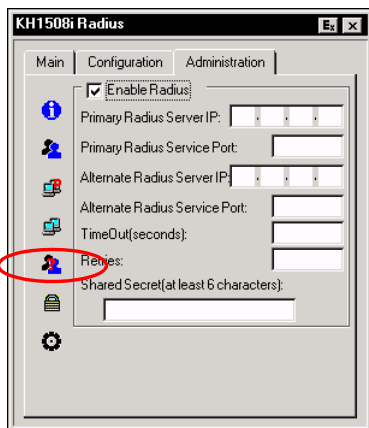 KH1508i Radius
Ex
Main Configuration Administration
Enable Radius
Primary Radius Server IP:
Primary Radius Service Port:
Alternate Radius Server IP:
Alternate Radius Service Port:
TimeOut(seconds):
Retries:
Shared Secret(at least 6 characters):